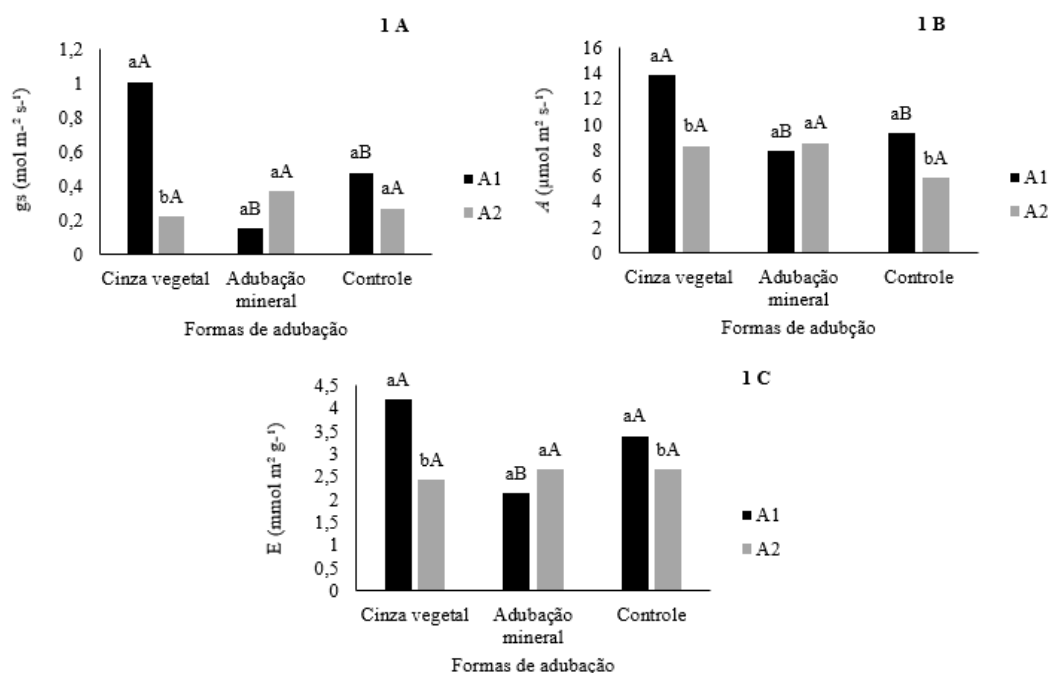 1 A
gs (mol m-² s-¹)
1,2
1
0,8
0,6
0,4
0,2
0
aA
bA
aB
aA
aB
aA
Cinza vegetal
Adubação
mineral
Controle
Formas de adubação
A1
A2
1 B
A (µmol m² s-¹)
16
14
12
10
8
6
4
2
0
aA
bA
aB
aA
aB
bA
Cinza vegetal
Adubação
mineral
Controle
Formas de adubção
A1
A2
1 C
E (mmol m² g-¹)
4,5
4
3,5
3
2,5
2
1,5
1
0,5
0
aA
bA
aB
aA
aA
bA
Cinza vegetal
Adubação
mineral
Controle
Formas de adubação
A1
A2